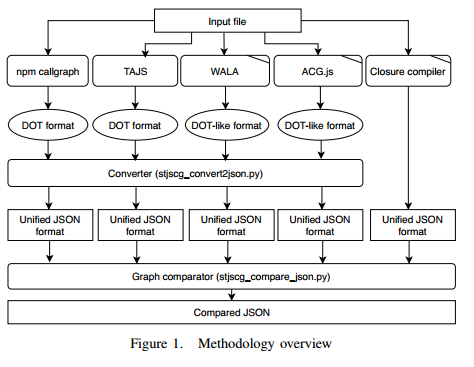 Input file
npm callgraph
TAJS
WALA
ACG.js
Closure compiler
DOT format
DOT format
DOT-like format
DOT-like format
Converter (stjscg_convert2json.py)
Unified JSON
format
Unified JSON
format
Unified JSON
format
Unified JSON
format
Unified JSON
format
Graph comparator (stjscg_compare_json.py)
Compared JSON
Figure 1. Methodology overview